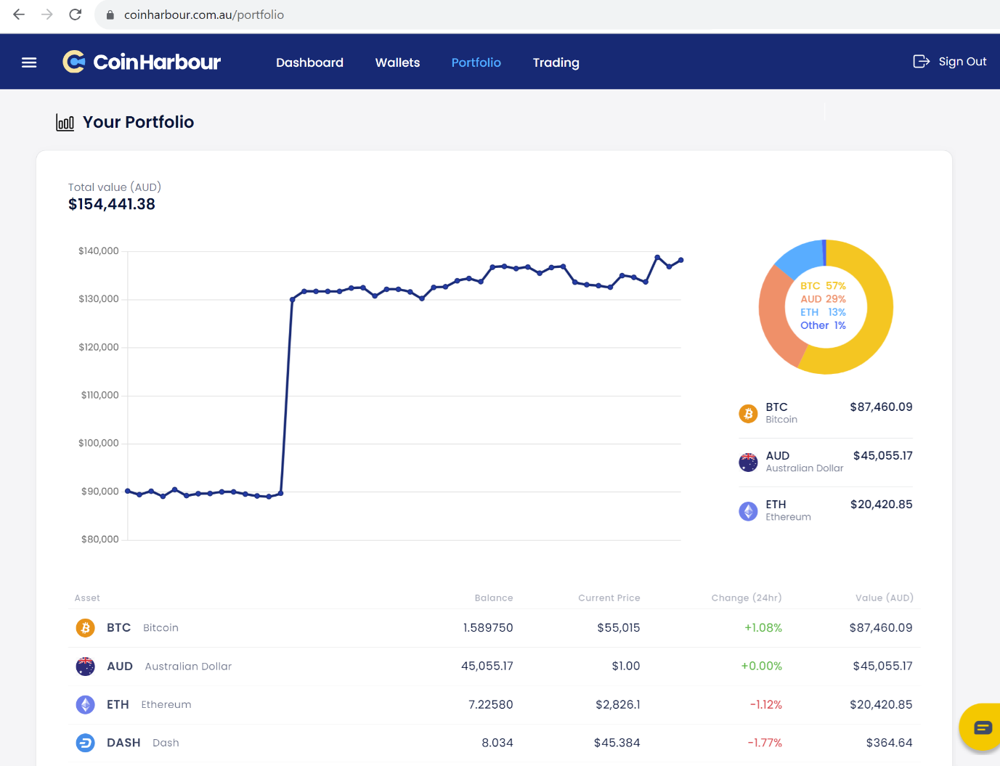 coinharbour.com.au/portfolio
CoinHarbour
Dashboard
Wallets
Portfolio
Trading
Sign Out
Your Portfolio
Total value (AUD)
$154,441.38
$140,000
$130,000
$120,000
$110,000
$100,000
$90,000
$80,000
BTC 57%
AUD 29%
ETH 13%
Other 1%
BTC $87,460.09
Bitcoin
AUD $45,055.17
Australian Dollar
ETH $20,420.85
Ethereum
Asset Balance Current Price Change (24hr) Value (AUD)
BTC Bitcoin 1.589750 $55,015 +1.08% $87,460.09
AUD Australian Dollar 45,055.17 $1.00 +0.00% $45,055.17
ETH Ethereum 7.22580 $2,826.1 -1.12% $20,420.85
DASH Dash 8.034 $45.384 -1.77% $364.64